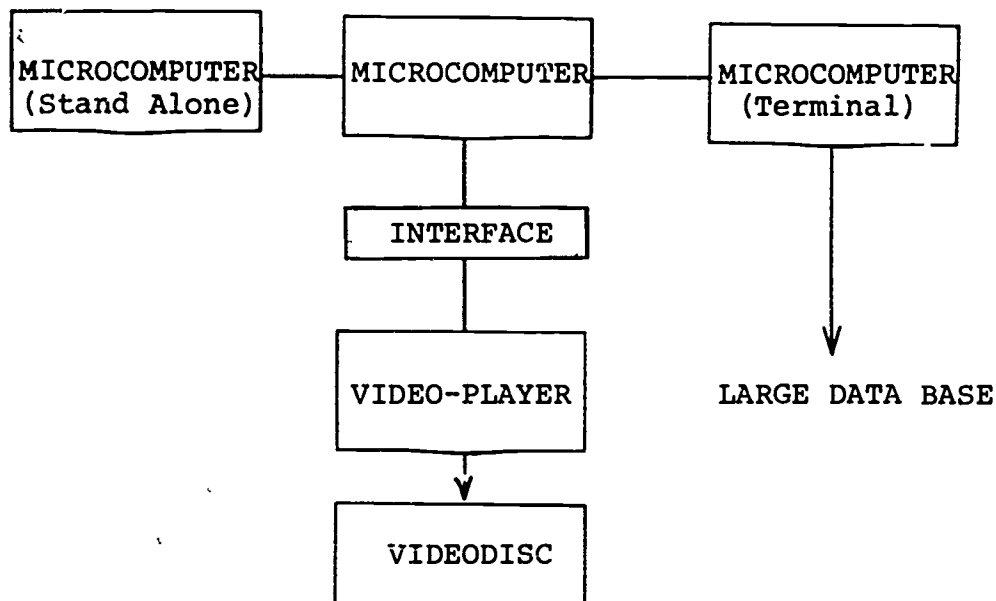 MICROCOMPUTER
(Stand Alone)
MICROCOMPUTER
MICROCOMPUTER
(Terminal)
INTERFACE
VIDEO-PLAYER
LARGE DATA BASE
VIDEODISC